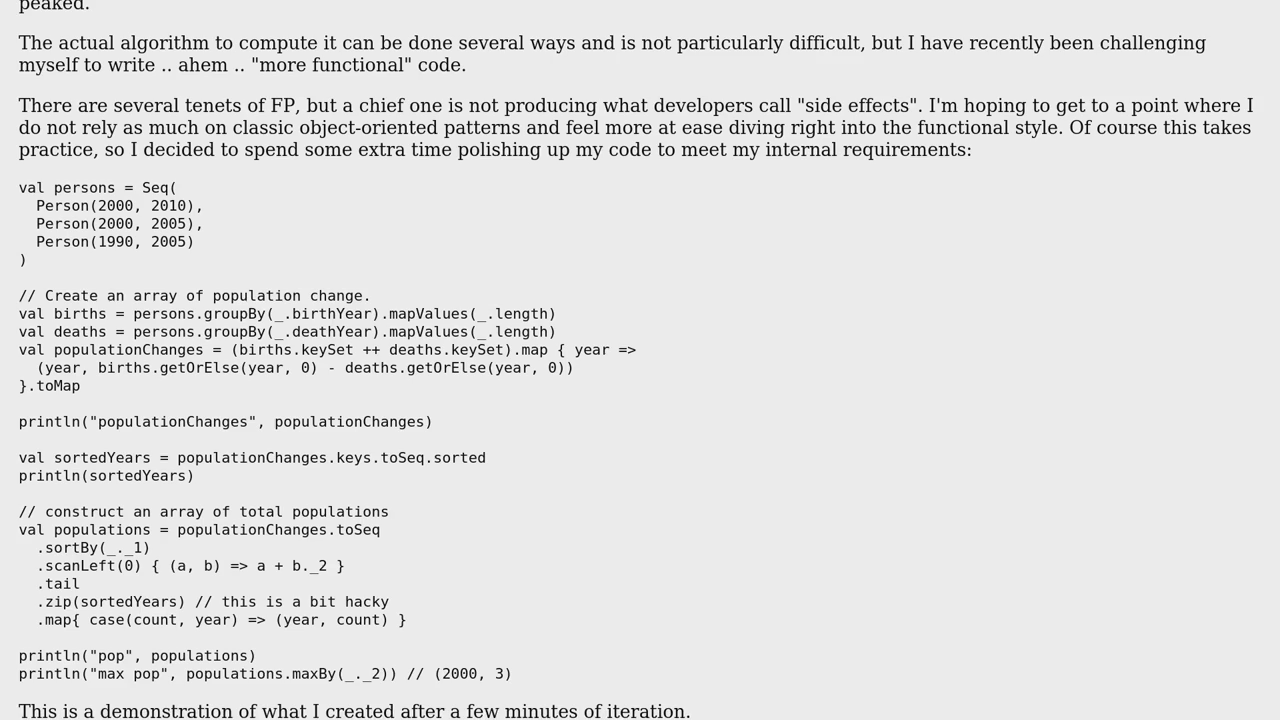 peaked.
The actual algorithm to compute it can be done several ways and is not particularly difficult, but I have recently been challenging
myself to write .. ahem .. "more functional" code.
There are several tenets of FP, but a chief one is not producing what developers call "side effects". I'm hoping to get to a point where I
do not rely as much on classic object-oriented patterns and feel more at ease diving right into the functional style. Of course this takes
practice, so I decided to spend some extra time polishing up my code to meet my internal requirements:
val persons = Seq(
  Person(2000, 2010),
  Person(2000, 2005),
  Person(1990, 2005)
)
// Create an array of population change.
val births = persons.groupBy(_.birthYear).mapValues(_.length)
val deaths = persons.groupBy(_.deathYear).mapValues(_.length)
val populationChanges = (births.keySet ++ deaths.keySet).map { year =>
  (year, births.getOrElse(year, 0) - deaths.getOrElse(year, 0))
}.toMap
println("populationChanges", populationChanges)
val sortedYears = populationChanges.keys.toSeq.sorted
println(sortedYears)
// construct an array of total populations
val populations = populationChanges.toSeq
  .sortBy(_._1)
  .scanLeft(0) { (a, b) => a + b._2 }
  .tail
  .zip(sortedYears) // this is a bit hacky
  .map{ case(count, year) => (year, count) }
println("pop", populations)
println("max pop", populations.maxBy(_._2)) // (2000, 3)
This is a demonstration of what I created after a few minutes of iteration.